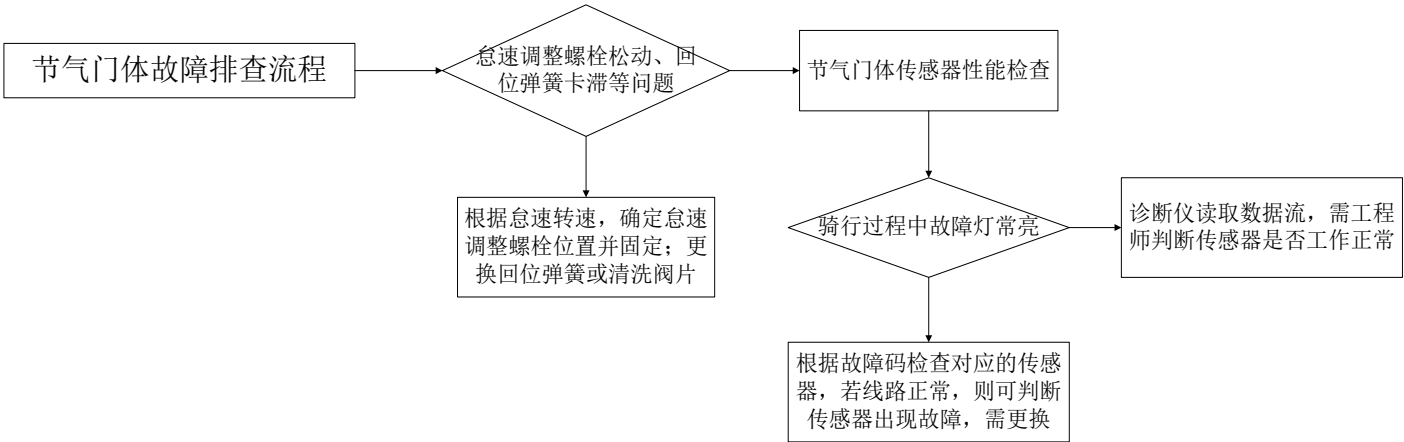 节气门体故障排查流程
怠速调整螺栓松动、回
位弹簧卡滞等问题
节气门体传感器性能检查
根据怠速转速，确定怠速
调整螺栓位置并固定；更
换回位弹簧或清洗阀片
骑行过程中故障灯常亮
诊断仪读取数据流，需工程
师判断传感器是否工作正常
根据故障码检查对应的传感
器，若线路正常，则可判断
传感器出现故障，需更换